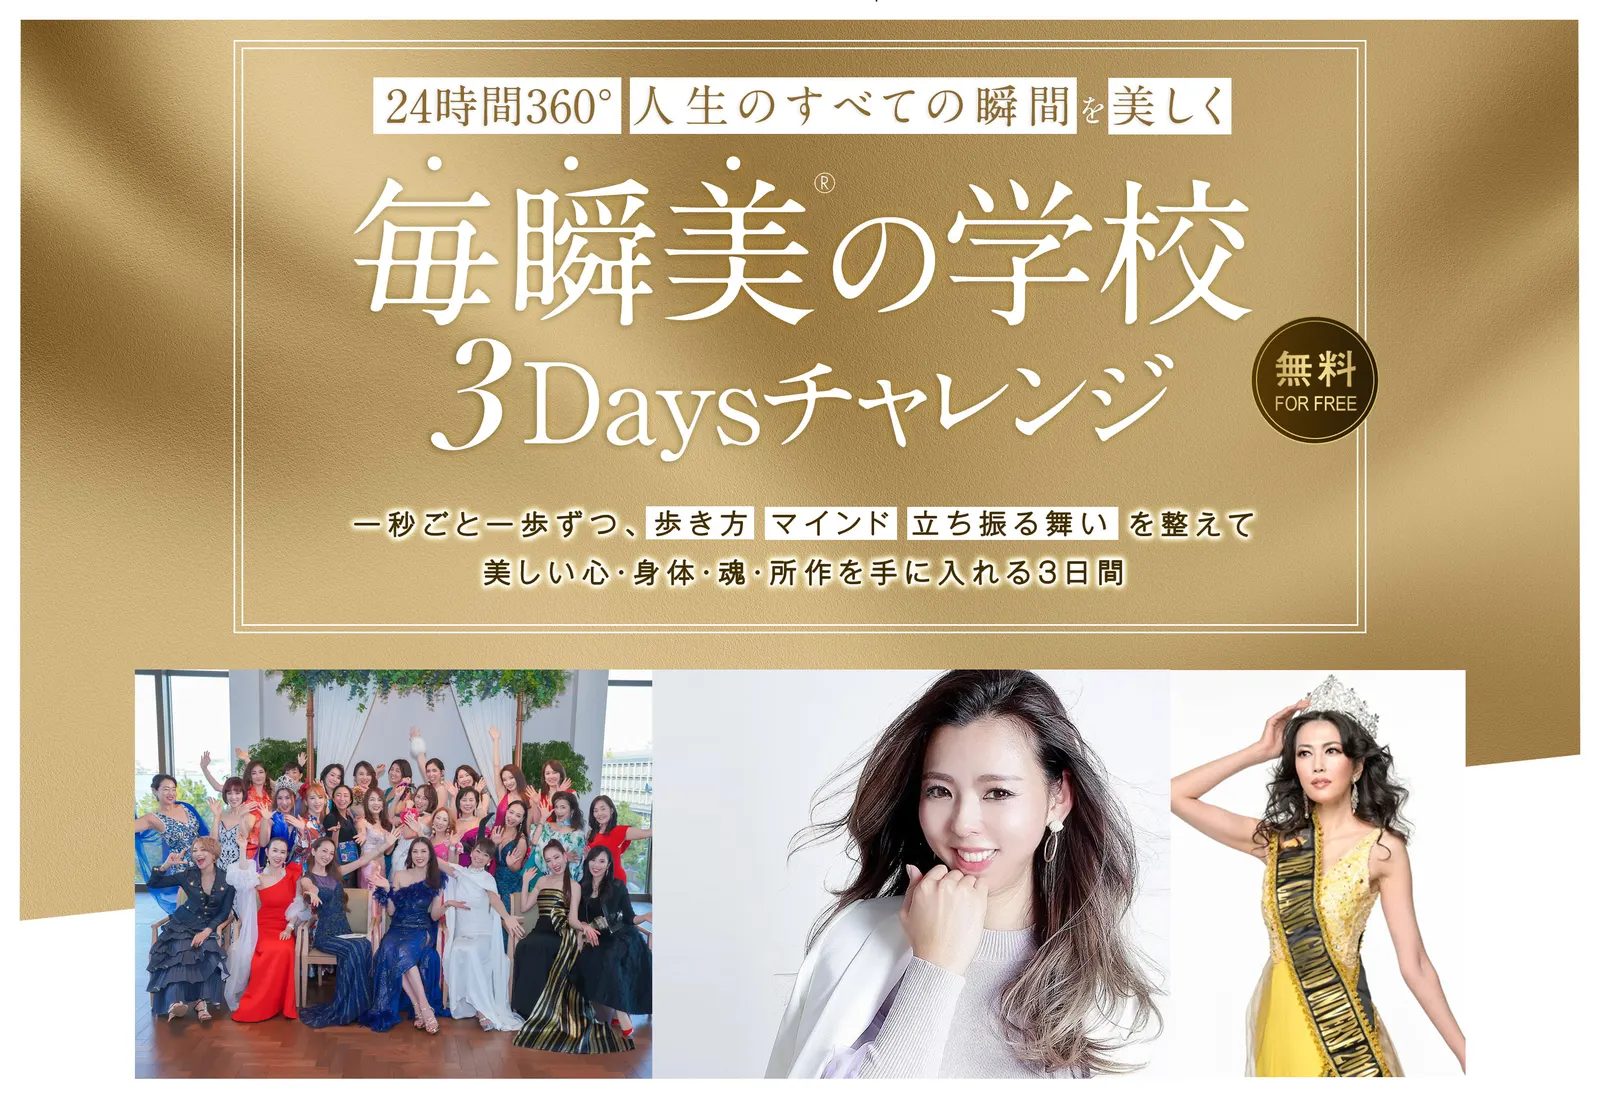 24時間360° 人生のすべての瞬間を美しく
毎瞬美®の学校
3Daysチャレンジ
無料
FOR FREE
一秒ごと一歩ずつ、歩き方 マインド 立ち振る舞い を整えて
美しい心・身体・魂・所作を手に入れる3日間